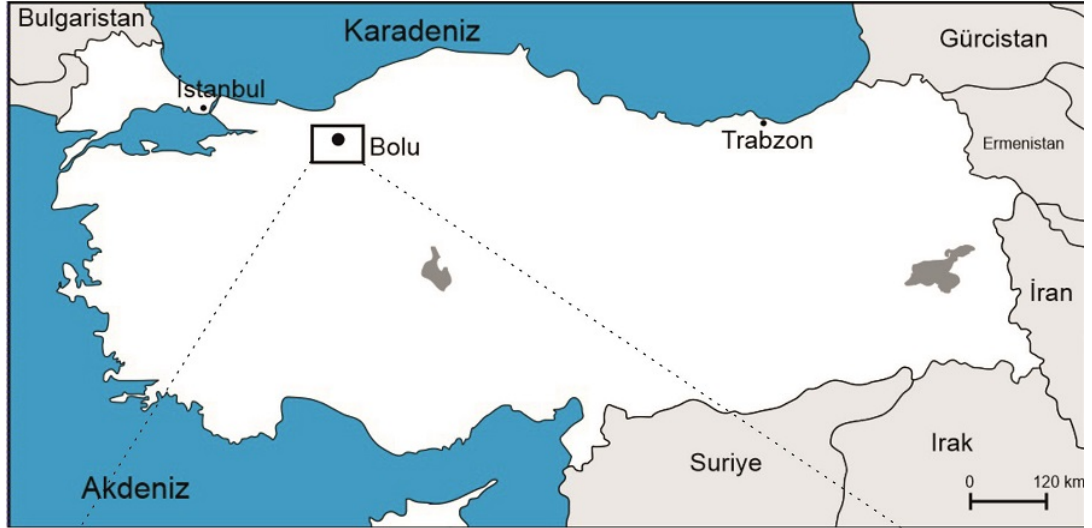 Bulgaristan
Karadeniz
Gürcistan
İstanbul
Bolu
Trabzon
Ermenistan
İran
Akdeniz
Suriye
Irak
0 120 km